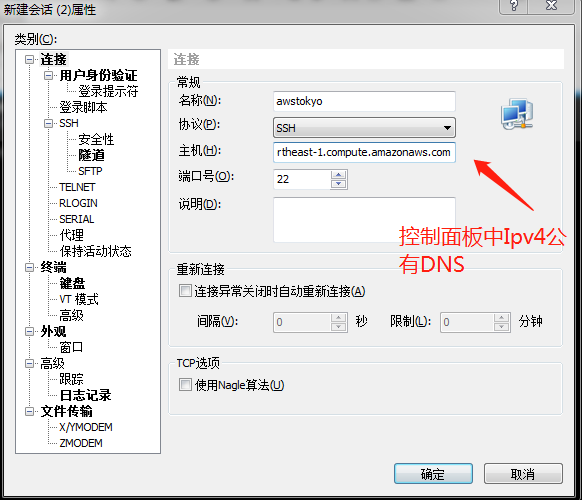 新建会话 (2)属性
类别(C):
连接
用户身份验证
登录提示符
登录脚本
SSH
安全性
隧道
SFTP
TELNET
RLOGIN
SERIAL
代理
保持活动状态
终端
键盘
VT 模式
高级
外观
窗口
高级
跟踪
日志记录
文件传输
X/YMODEM
ZMODEM
连接
常规
名称(N):
awstokyo
协议(P):
SSH
主机(H):
rtheast-1.compute.amazonaws.com
端口号(O):
22
说明(D):
控制面板中Ipv4公
有DNS
重新连接
连接异常关闭时自动重新连接(A)
间隔(V):
0
秒
限制(L):
0
分钟
TCP选项
使用Nagle算法(U)
确定
取消